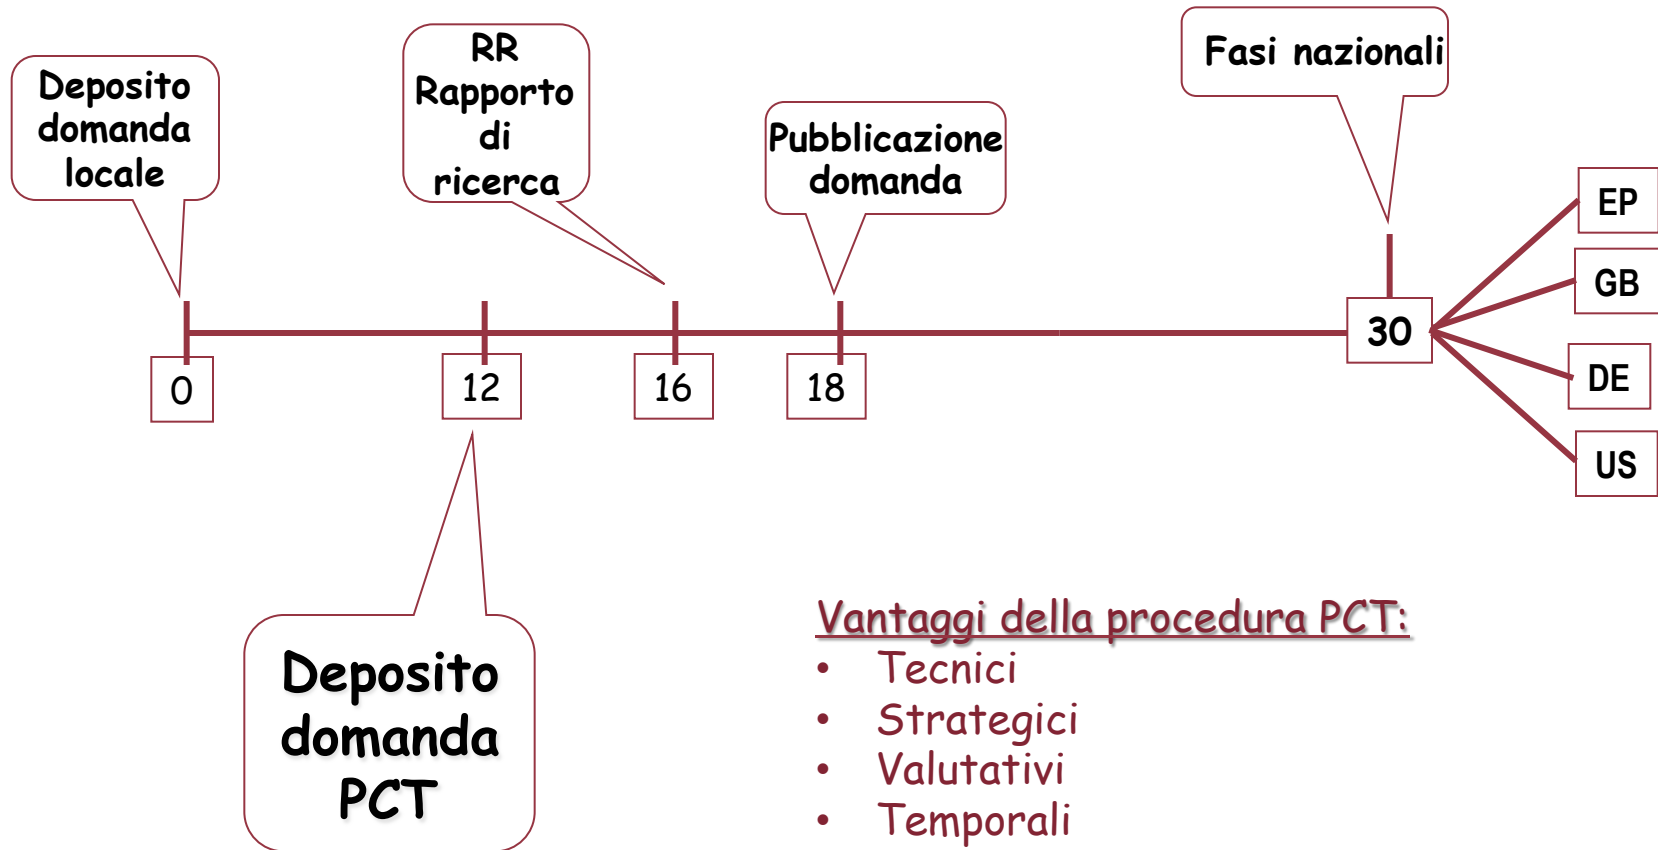 Deposito
domanda
locale
RR
Rapporto
di
ricerca
Pubblicazione
domanda
Fasi nazionali
0
12
16
18
30
EP
GB
DE
US
Deposito
domanda
PCT
Vantaggi della procedura PCT:
• Tecnici
• Strategici
• Valutativi
• Temporali